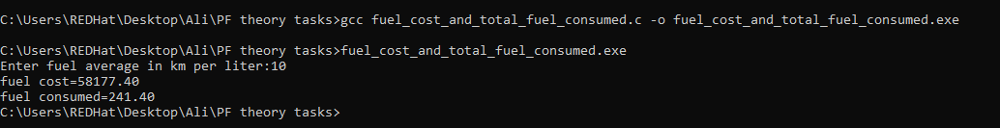 C:\Users\REDHat\Desktop\Ali\PF theory tasks>gcc fuel_cost_and_total_fuel_consumed.c -o fuel_cost_and_total_fuel_consumed.exe
C:\Users\REDHat\Desktop\Ali\PF theory tasks>fuel_cost_and_total_fuel_consumed.exe
Enter fuel average in km per liter:10
fuel cost=58177.40
fuel consumed=241.40
C:\Users\REDHat\Desktop\Ali\PF theory tasks>